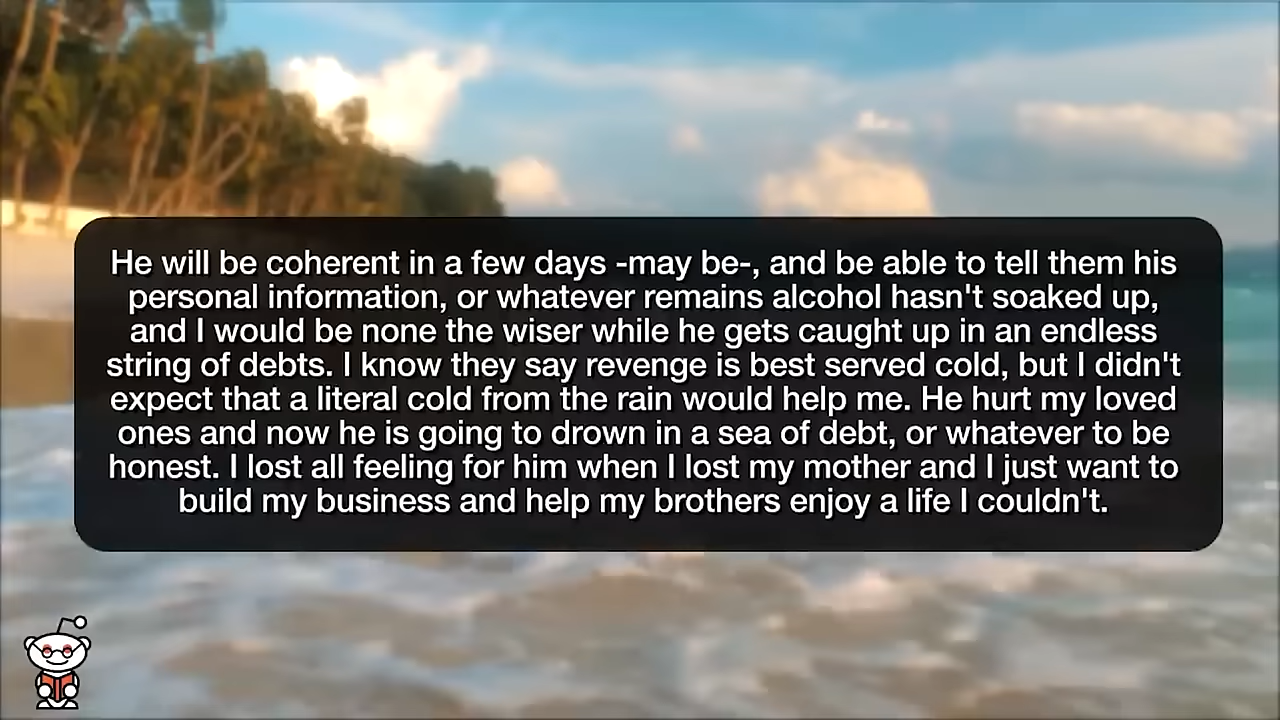 He will be coherent in a few days -may be-, and be able to tell them his
personal information, or whatever remains alcohol hasn't soaked up,
and I would be none the wiser while he gets caught up in an endless
string of debts. I know they say revenge is best served cold, but I didn't
expect that a literal cold from the rain would help me. He hurt my loved
ones and now he is going to drown in a sea of debt, or whatever to be
honest. I lost all feeling for him when I lost my mother and I just want to
build my business and help my brothers enjoy a life I couldn't.